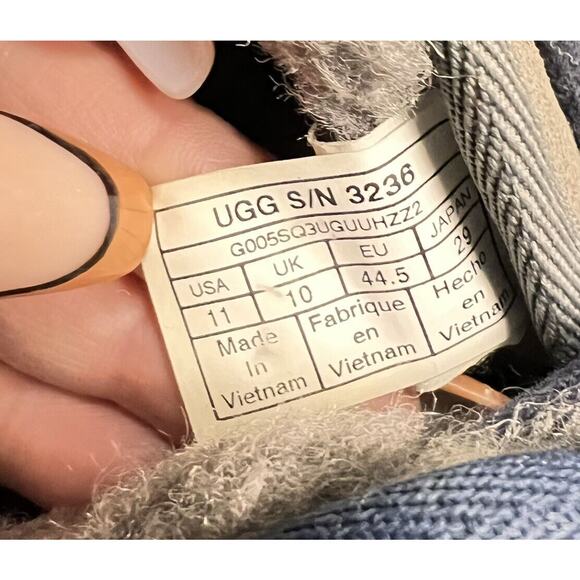 UGG S/N 3236
G005SQ3UGUUHZZ2
USA UK EU JAPAN
11 10 44.5 29
Made Fabrique Hecho
In en en
Vietnam Vietnam Vietnam